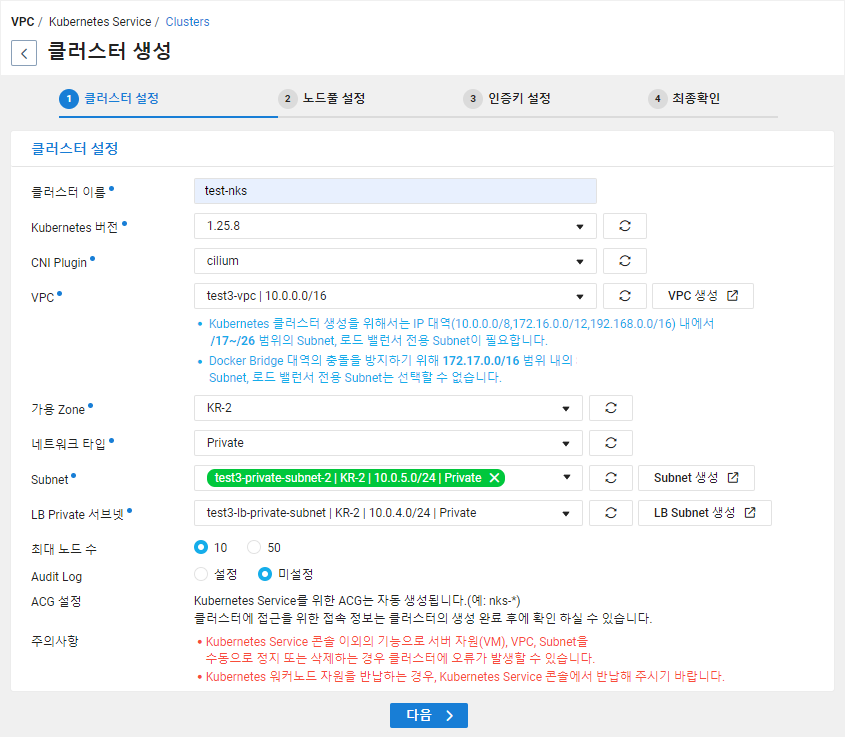 VPC / Kubernetes Service / Clusters
클러스터 생성
1 클러스터 설정 2 노드풀 설정 3 인증키 설정 4 최종확인
클러스터 설정
클러스터 이름 test-nks
Kubernetes 버전 1.25.8
CNI Plugin cilium
VPC test3-vpc | 10.0.0.0/16 VPC 생성
• Kubernetes 클러스터 생성을 위해서는 IP 대역(10.0.0.0/8,172.16.0.0/12,192.168.0.0/16) 내에서
/17~/26 범위의 Subnet, 로드 밸런서 전용 Subnet이 필요합니다.
• Docker Bridge 대역의 충돌을 방지하기 위해 172.17.0.0/16 범위 내의
Subnet, 로드 밸런서 전용 Subnet는 선택할 수 없습니다.
가용 Zone KR-2
네트워크 타입 Private
Subnet test3-private-subnet-2 | KR-2 | 10.0.5.0/24 | Private Subnet 생성
LB Private 서브넷 test3-lb-private-subnet | KR-2 | 10.0.4.0/24 | Private LB Subnet 생성
최대 노드 수 10 50
Audit Log 설정 미설정
ACG 설정 Kubernetes Service를 위한 ACG는 자동 생성됩니다.(예: nks-*)
클러스터에 접근을 위한 접속 정보는 클러스터의 생성 완료 후에 확인 하실 수 있습니다.
주의사항 • Kubernetes Service 콘솔 이외의 기능으로 서버 자원(VM), VPC, Subnet을
수동으로 정지 또는 삭제하는 경우 클러스터에 오류가 발생할 수 있습니다.
• Kubernetes 워커노드 자원을 반납하는 경우, Kubernetes Service 콘솔에서 반납해 주시기 바랍니다.
다음